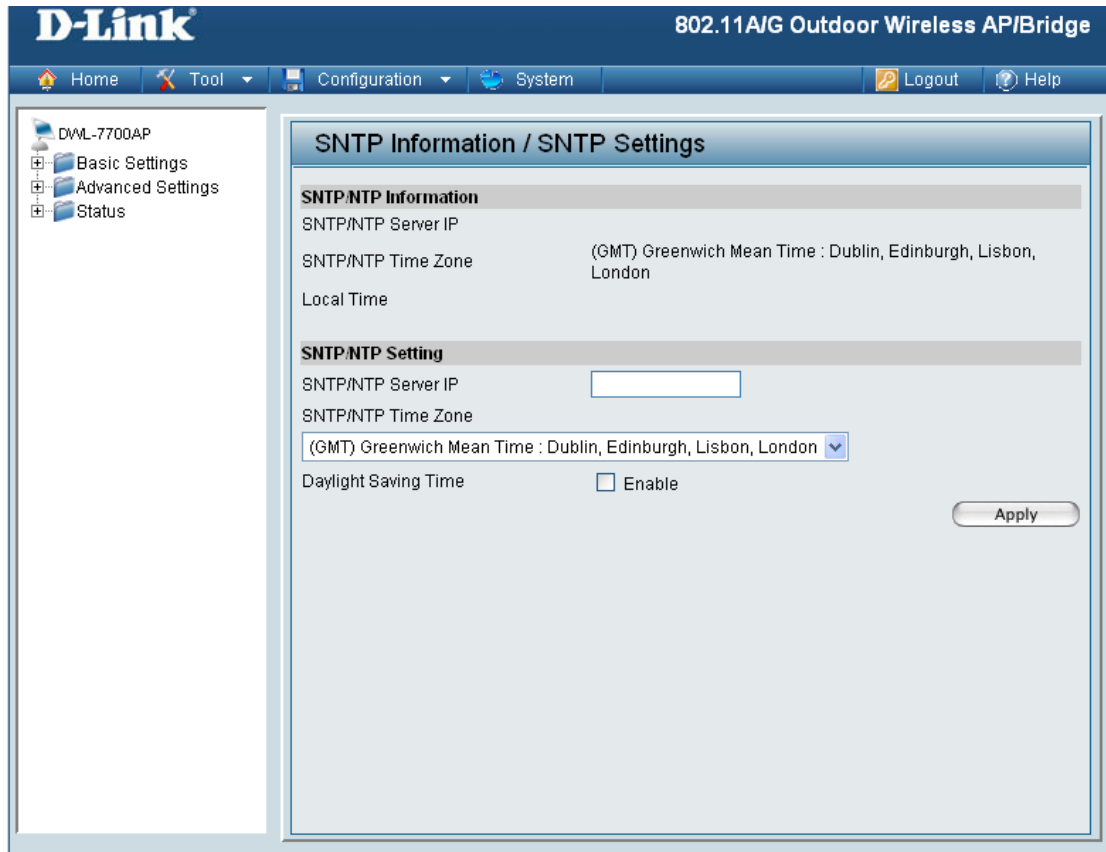 D-Link®
802.11A/G Outdoor Wireless AP/Bridge
Home Tool Configuration System Logout Help
DWL-7700AP
Basic Settings
Advanced Settings
Status
SNTP Information / SNTP Settings
SNTP/NTP Information
SNTP/NTP Server IP
SNTP/NTP Time Zone
(GMT) Greenwich Mean Time : Dublin, Edinburgh, Lisbon,
London
Local Time
SNTP/NTP Setting
SNTP/NTP Server IP
SNTP/NTP Time Zone
(GMT) Greenwich Mean Time : Dublin, Edinburgh, Lisbon, London
Daylight Saving Time Enable
Apply